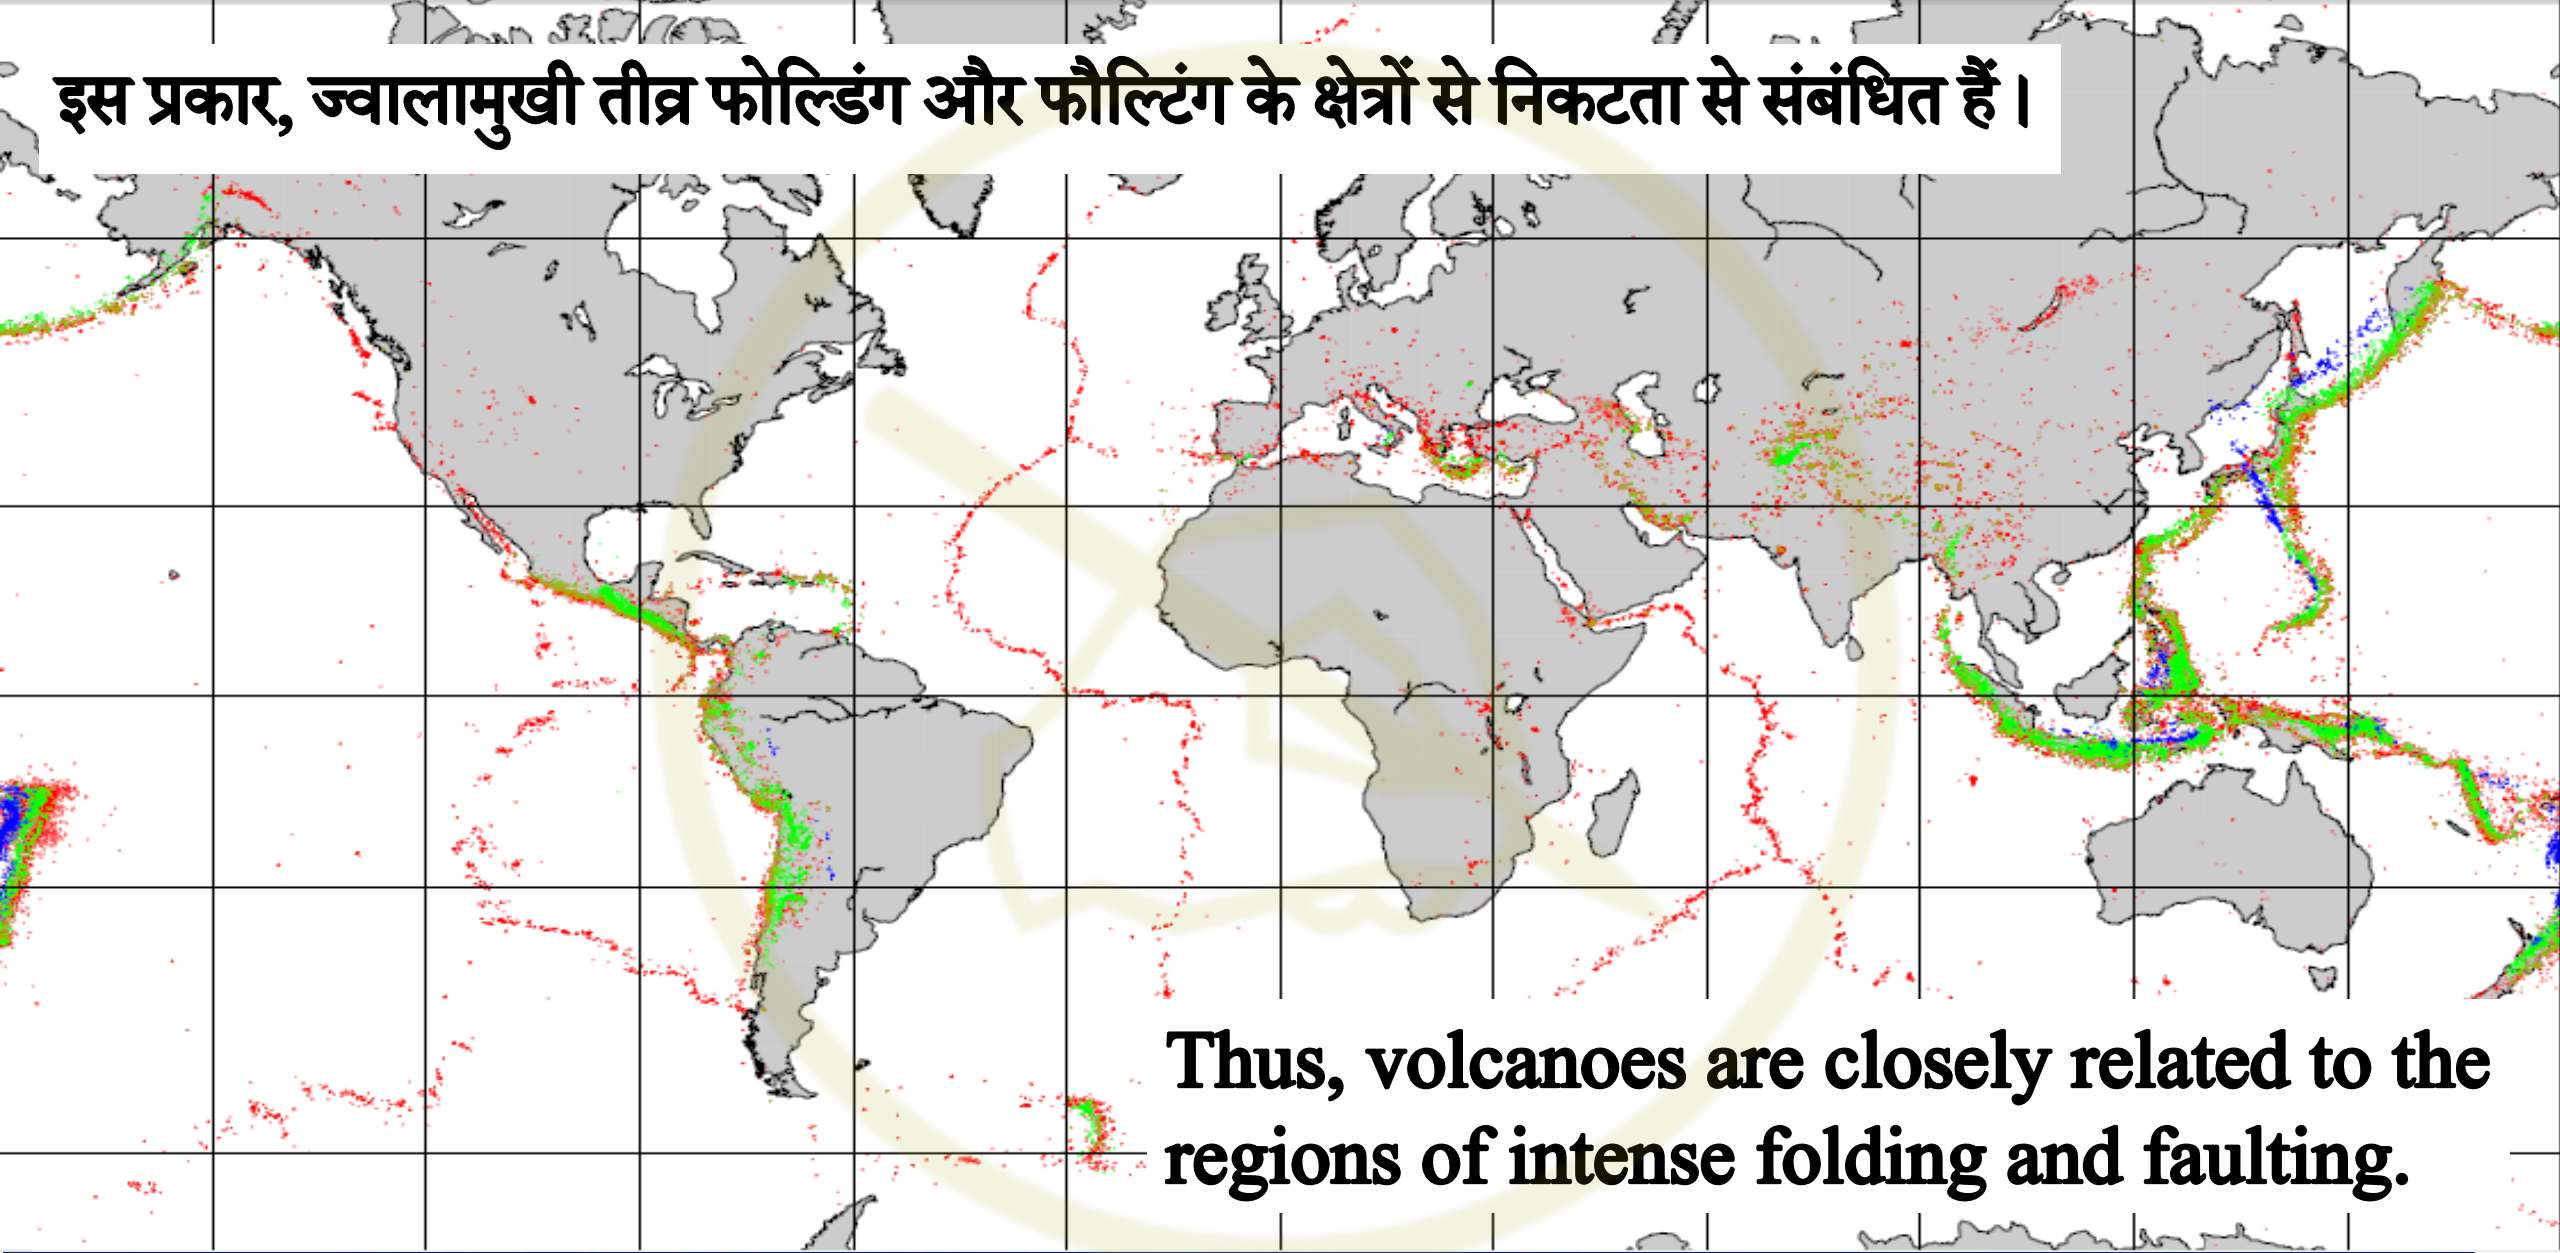 इस प्रकार, ज्वालामुखी तीव्र फोल्डिंग और फौल्टिंग के क्षेत्रों से निकटता से संबंधित हैं।
Thus, volcanoes are closely related to the
regions of intense folding and faulting.